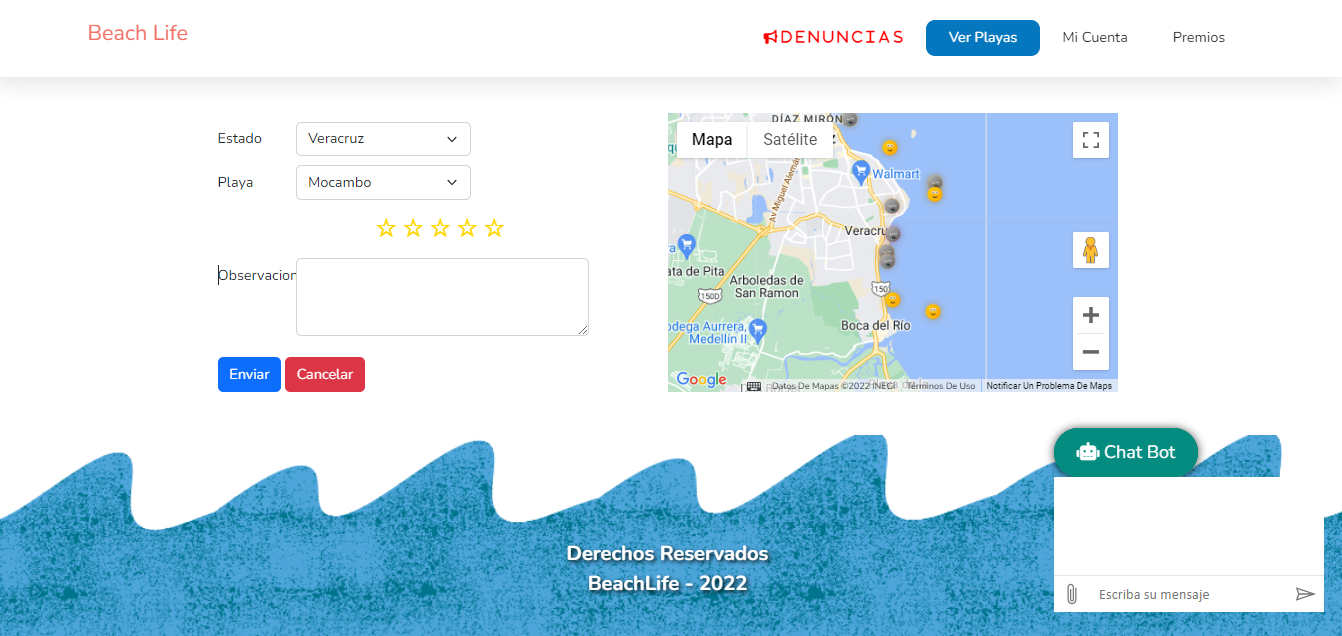 Beach Life
DENUNCIAS
Ver Playas
Mi Cuenta
Premios
Estado
Veracruz
Playa
Mocambo
Observacion
Enviar
Cancelar
DÍAZ MIRÓN
Mapa
Satélite
Av Miguel Alemán
Walmart
Veracru
ata de Pita
Arboledas de
San Ramon
150D
150
Boca del Río
odega Aurrera,
Medellín II
Google
Datos De Mapas ©2022 INEGI
Términos De Uso
Notificar Un Problema De Maps
Chat Bot
Derechos Reservados
BeachLife - 2022
Escriba su mensaje